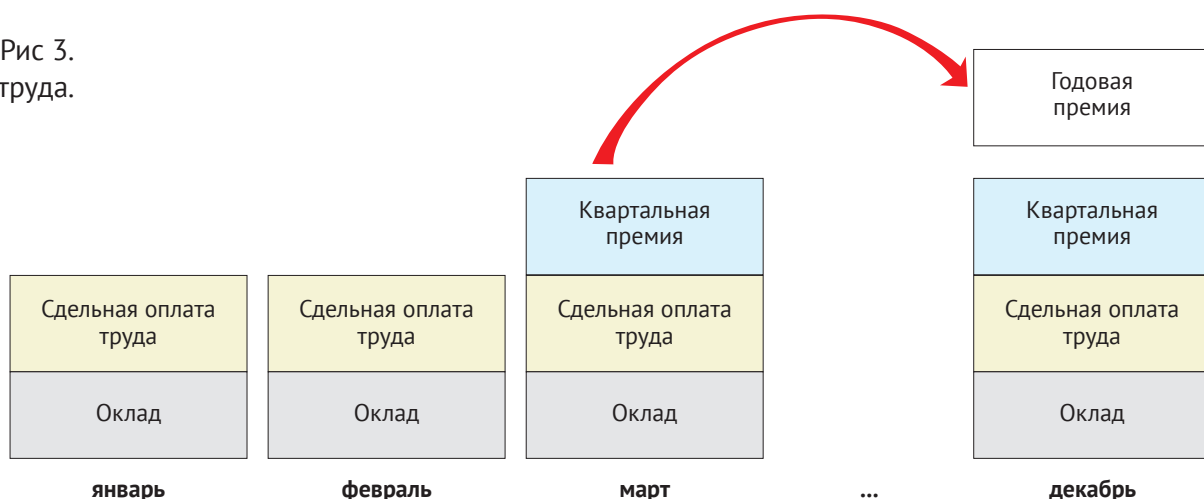 Рис 3.
труда.
Годовая
премия
Квартальная
премия
Квартальная
премия
Сдельная оплата
труда
Сдельная оплата
труда
Сдельная оплата
труда
Сдельная оплата
труда
Оклад
Оклад
Оклад
Оклад
январь
февраль
март
...
декабрь